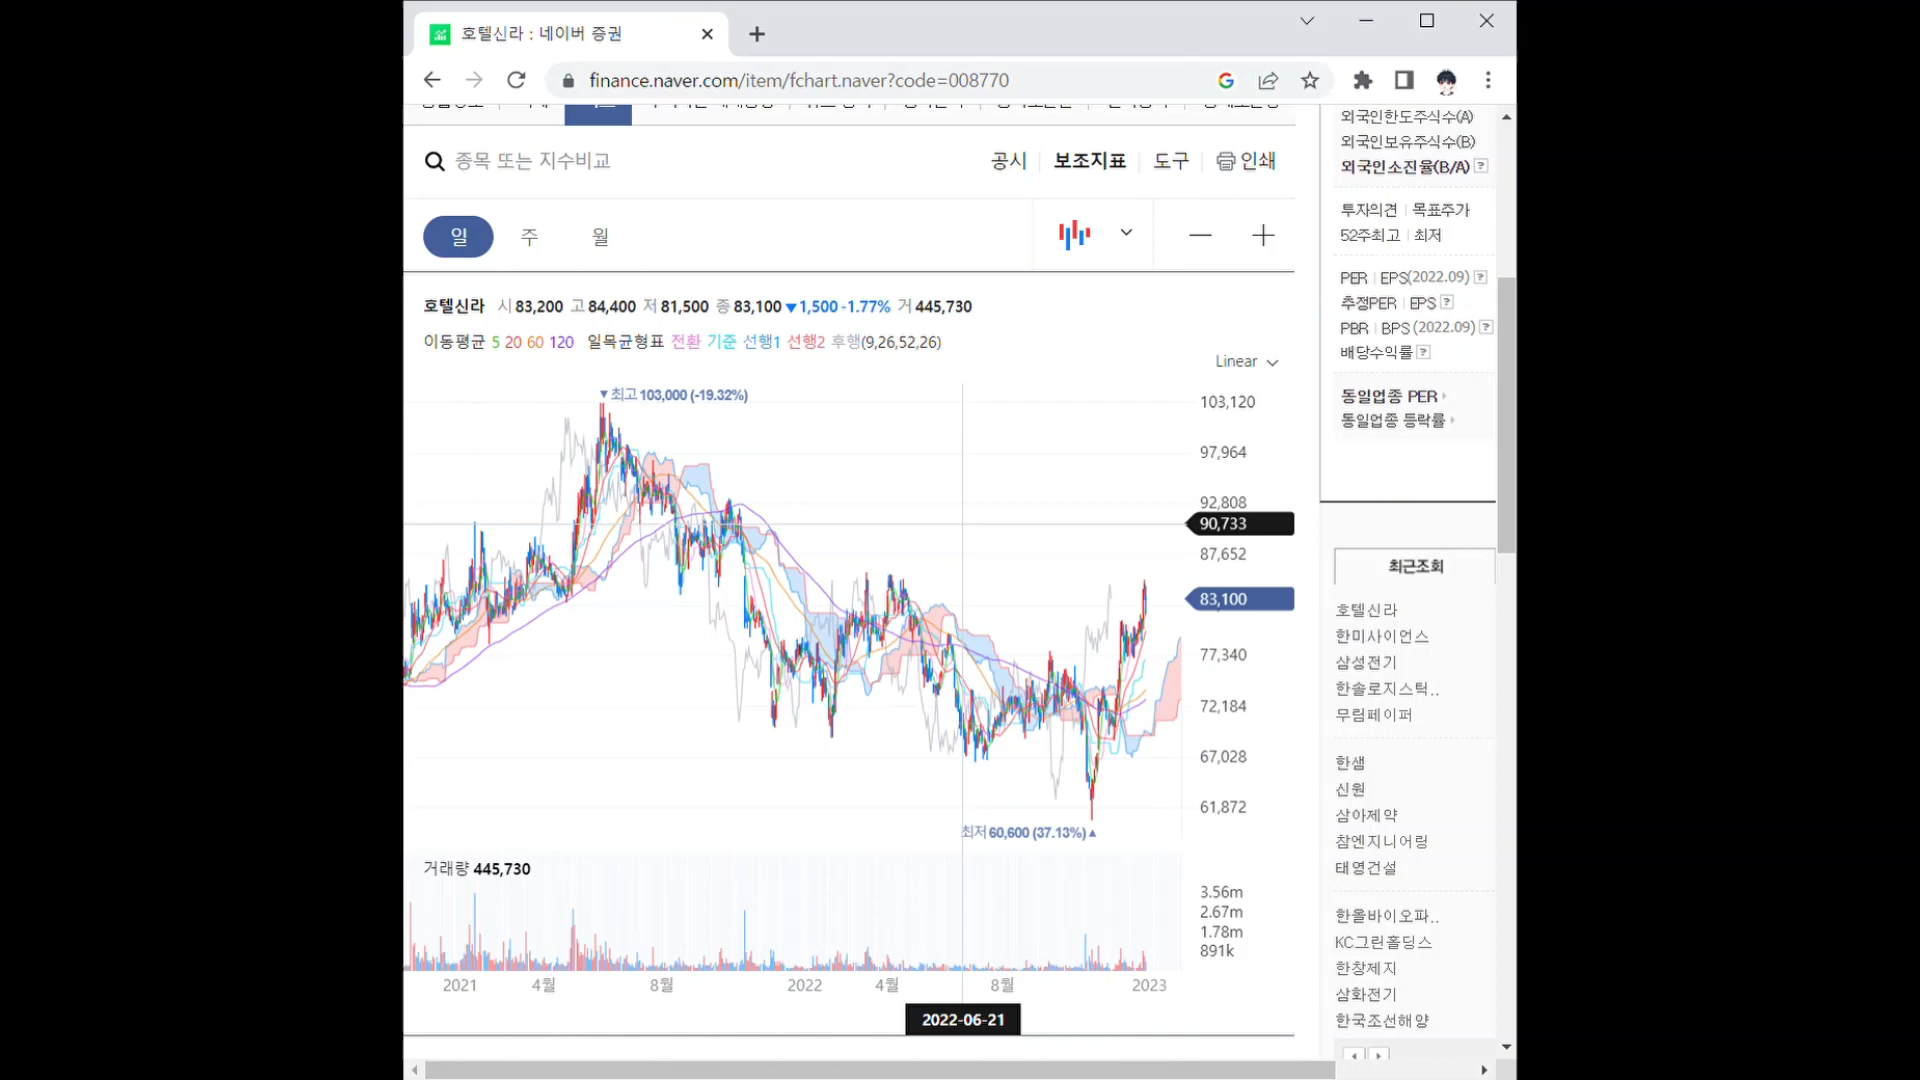 호텔신라 : 네이버 증권
finance.naver.com/item/fchart.naver?code=008770
종목 또는 지수비교
공시 보조지표 도구 인쇄
일 주 월
호텔신라 시 83,200 고 84,400 저 81,500 종 83,100 ▼1,500 -1.77% 거 445,730
이동평균 5 20 60 120 일목균형표 전환 기준 선행1 선행2 후행(9,26,52,26)
Linear
▼최고 103,000 (-19.32%)
103,120
97,964
92,808
90,733
87,652
83,100
77,340
72,184
67,028
61,872
최저 60,600 (37.13%)▲
거래량 445,730
3.56m
2.67m
1.78m
891k
2021 4월 8월 2022 4월 8월 2023
2022-06-21
외국인한도주식수(A)
외국인보유주식수(B)
외국인소진율(B/A) ?
투자의견 | 목표주가
52주최고 | 최저
PER | EPS(2022.09) ?
추정PER | EPS ?
PBR | BPS (2022.09) ?
배당수익률 ?
동일업종 PER
동일업종 등락률
최근조회
호텔신라
한미사이언스
삼성전기
한솔로지스틱..
무림페이퍼
한샘
신원
삼아제약
참엔지니어링
태영건설
한올바이오파..
KC그린홀딩스
한창제지
삼화전기
한국조선해양